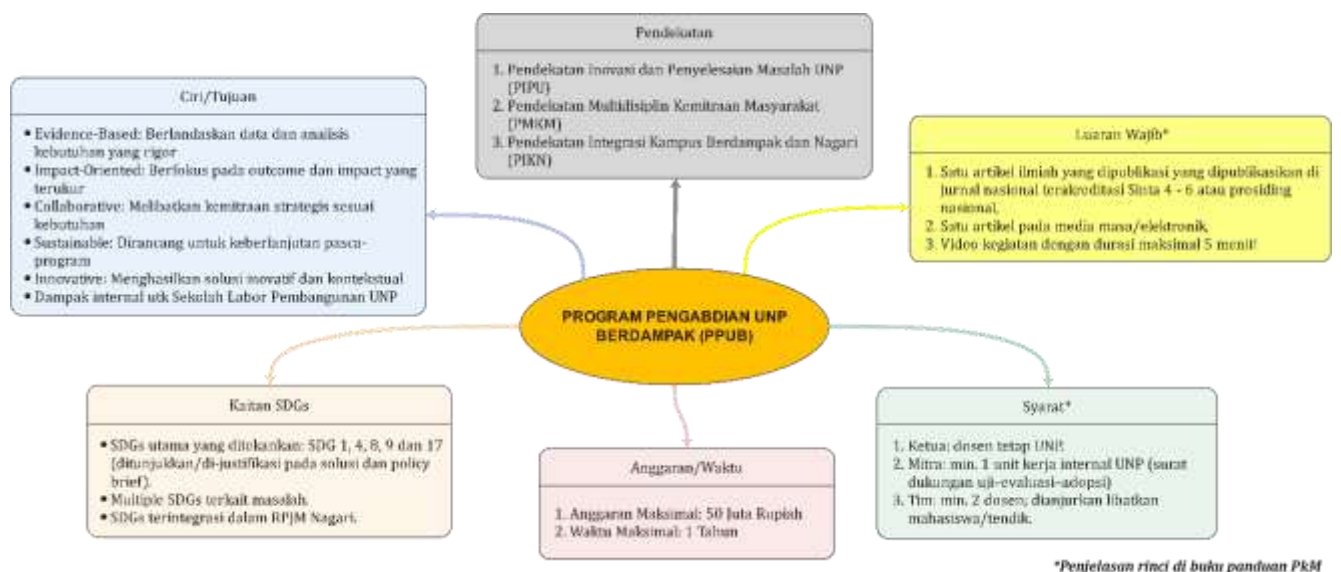 Pendekatan
1. Pendekatan Inovasi dan Penyelesaian Masalah UNP
(PIPU)
2. Pendekatan Multidisiplin Kemitraan Masyarakat
(PMKM)
3. Pendekatan Integrasi Kampus Berdampak dan Nagari
(PIKN)
Ciri/Tujuan
• Evidence-Based: Berlandaskan data dan analisis
kebutuhan yang rigor
• Impact-Oriented: Berfokus pada outcome dan impact yang
terukur
• Collaborative: Melibatkan kemitraan strategis sesuai
kebutuhan
• Sustainable: Dirancang untuk keberlanjutan pasca-
program
• Innovative: Menghasilkan solusi inovatif dan kontekstual
• Dampak internal utk Sekolah Labor Pembangunan UNP
Luaran Wajib*
1. Satu artikel ilmiah yang dipublikasi yang dipublikasikan di
jurnal nasional terakreditasi Sinta 4 - 6 atau prosiding
nasional,
2. Satu artikel pada media masa/elektronik,
3. Video kegiatan dengan durasi maksimal 5 menit
PROGRAM PENGABDIAN UNP
BERDAMPAK (PPUB)
Kaitan SDGs
• SDGs utama yang ditekankan: SDG 1, 4, 8, 9 dan 17
(ditunjukkan/di-justifikasi pada solusi dan policy
brief).
• Multiple SDGs terkait masalah.
• SDGs terintegrasi dalam RPJM Nagari.
Anggaran/Waktu
1. Anggaran Maksimal: 50 Juta Rupiah
2. Waktu Maksimal: 1 Tahun
Syarat*
1. Ketua: dosen tetap UNP.
2. Mitra: min. 1 unit kerja internal UNP (surat
dukungan uji-evaluasi-adopsi)
3. Tim: min. 2 dosen; dianjurkan libatkan
mahasiswa/tendik.
*Penjelasan rinci di buku panduan PkM